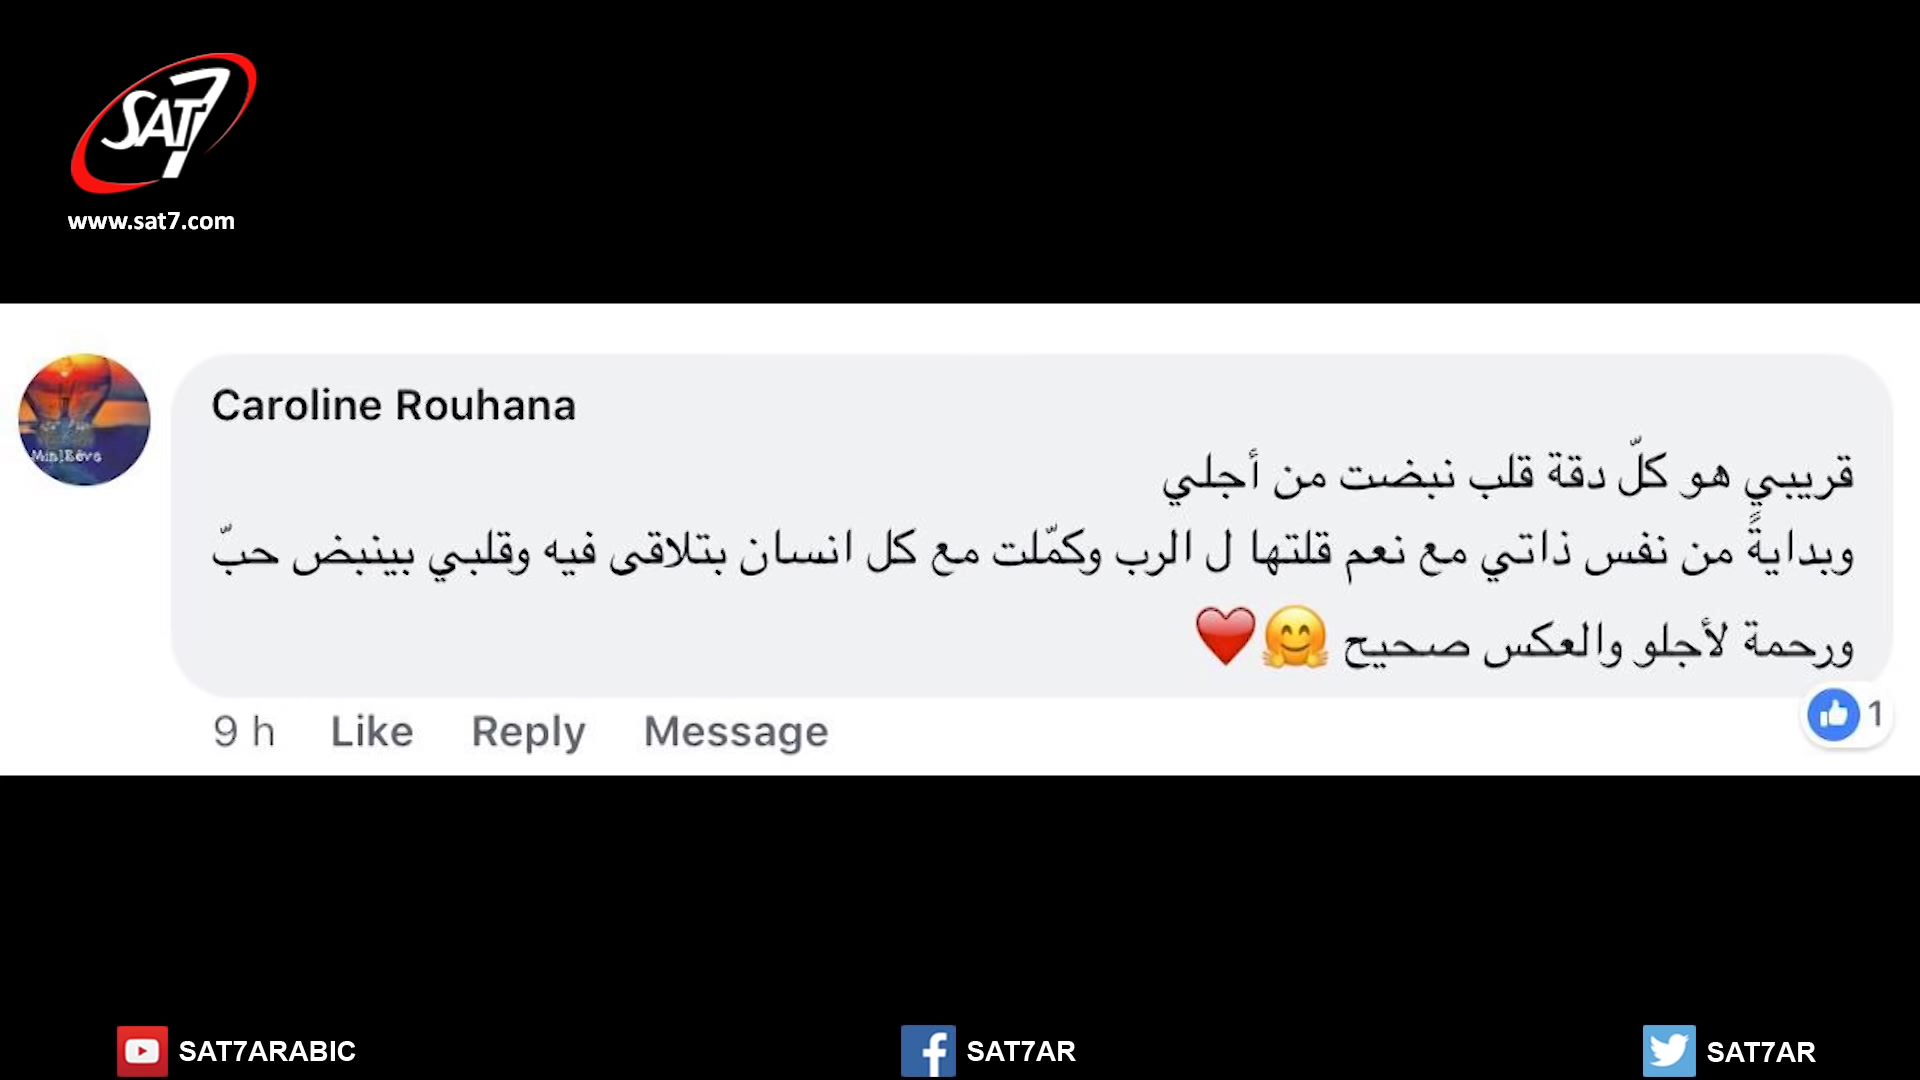 SAT7
www.sat7.com
Caroline Rouhana
قريبي هو كلّ دقة قلب نبضت من أجلي
وبدايةً من نفس ذاتي مع نعم قلتها ل الرب وكمّلت مع كل انسان بتلاقى فيه وقلبي بينبض حبّ
ورحمة لأجلو والعكس صحيح 🤗❤️
9 h Like Reply Message
1
SAT7ARABIC
SAT7AR
SAT7AR